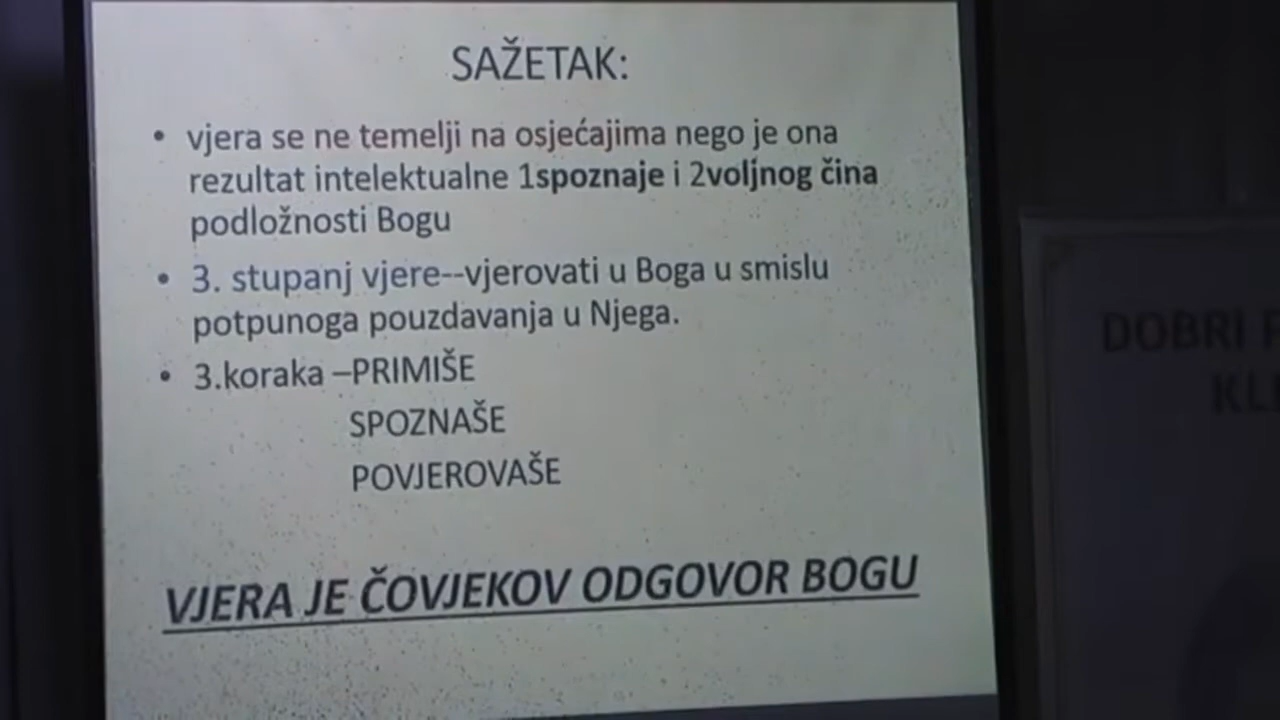 SAŽETAK:
• vjera se ne temelji na osjećajima nego je ona
rezultat intelektualne 1spoznaje i 2voljnog čina
podložnosti Bogu
• 3. stupanj vjere--vjerovati u Boga u smislu
potpunoga pouzdavanja u Njega.
• 3.koraka –PRIMIŠE
SPOZNAŠE
POVJEROVAŠE
VJERA JE ČOVJEKOV ODGOVOR BOGU
DOBRI